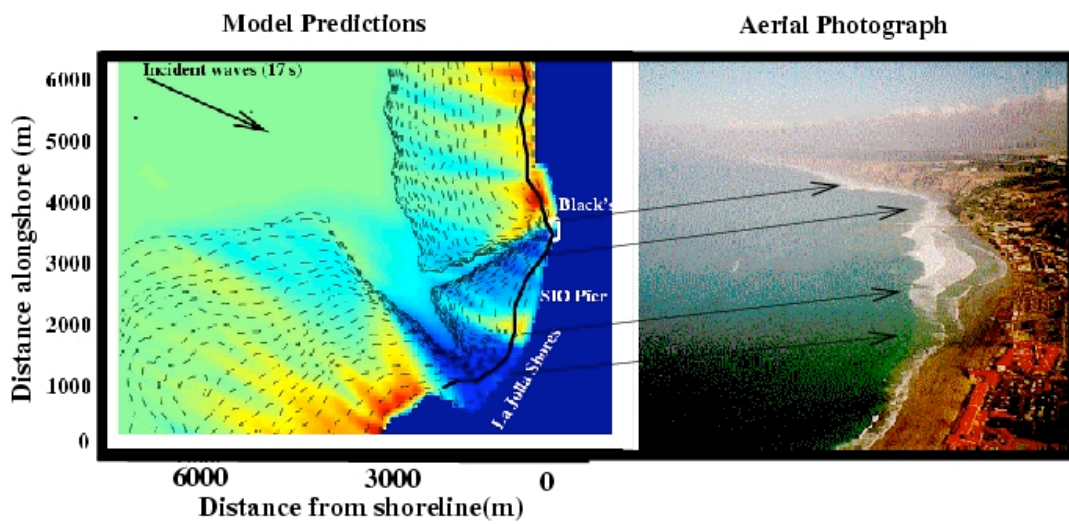 Model Predictions
Aerial Photograph
Incident waves (17 s)
6000
5000
4000
3000
2000
1000
0
Distance alongshore (m)
Black's
SIO Pier
La Jolla Shores
6000
3000
0
Distance from shoreline(m)